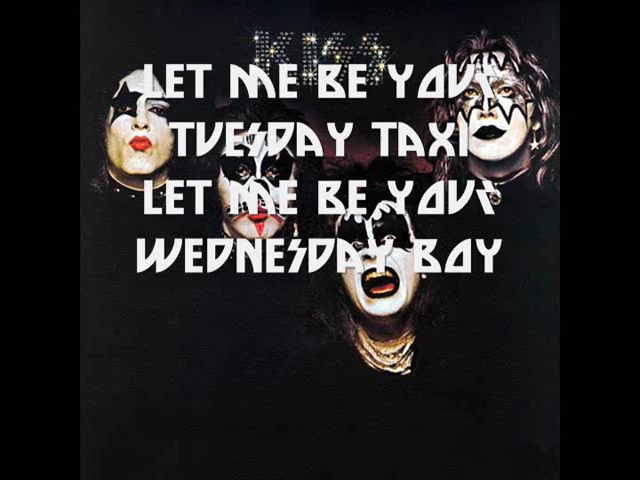 KISS
LET ME BE YOUR
TUESDAY TAXI
LET ME BE YOUR
WEDNESDAY BOY